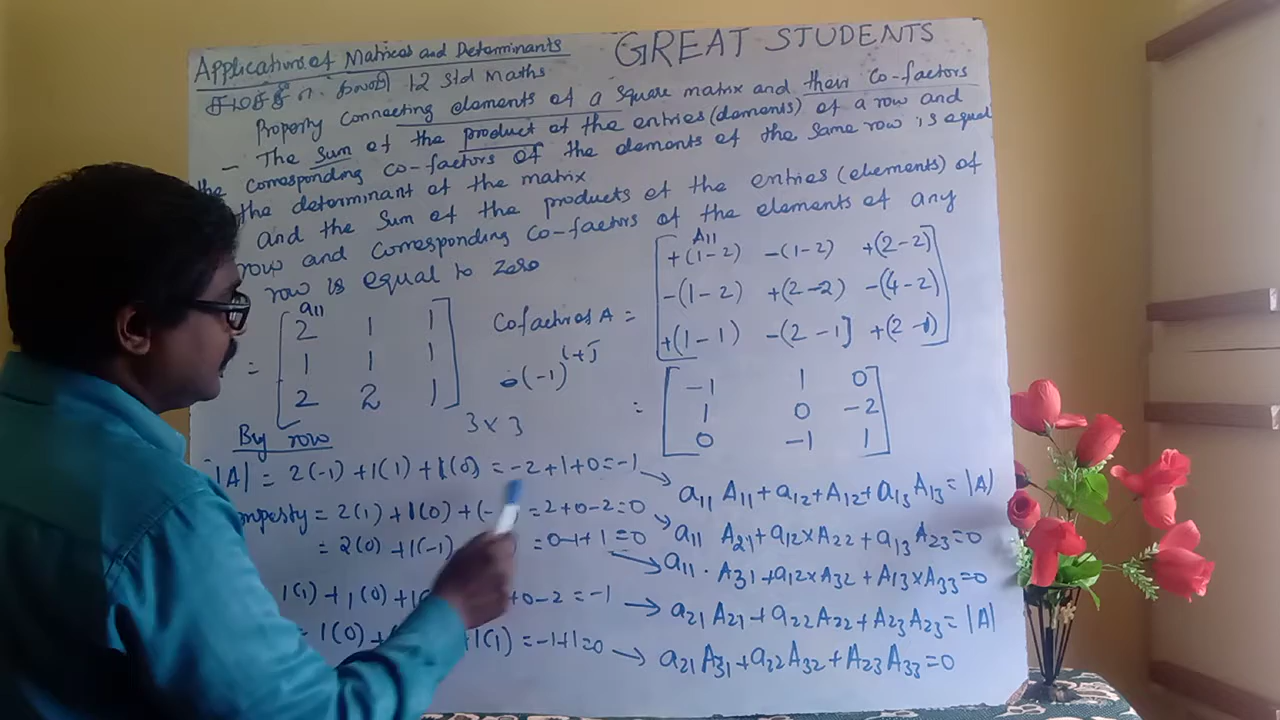 Applications of Matrices and Determinants
GREAT STUDENTS
12 Std Maths
Property Connecting elements of a square matrix and their Co-factors
- The Sum of the product of the entries (elements) of a row and
the Corresponding Co-factors of the elements of the same row is equal
the determinant of the matrix
and the Sum of the products of the entries (elements) of
row and Corresponding Co-factors of the elements of any
row is equal to Zero
a11
= [ 2 1 1 ]
1 1 1
2 2 1
3 × 3
Cofactors A =
(-1)^(i+j)
A11
+(1-2) -(1-2) +(2-2)
-(1-2) +(2-2) -(4-2)
+(1-1) -(2-1] +(2-1)
= [ -1 1 0 ]
1 0 -2
0 -1 1
By row
|A| = 2(-1) + 1(1) + 1(0) = -2+1+0 = -1 → a11 A11 + a12 + A12 + a13 A13 = |A|
= 2(1) + 1(0) + (- = 2+0-2=0 → a11 A21 + a12×A22 + a13 A23 = 0
= 2(0) + 1(-1) = 0-1+1=0 → a11 . A31 + a12×A32 + A13×A33 = 0
1(1) + 1(0) + +0-2 = -1 → a21 A21 + a22 A22 + A23 A23 = |A|
= 1(0) + +1(1) = -1+1=0 → a21 A31 + a22 A32 + A23 A33 = 0